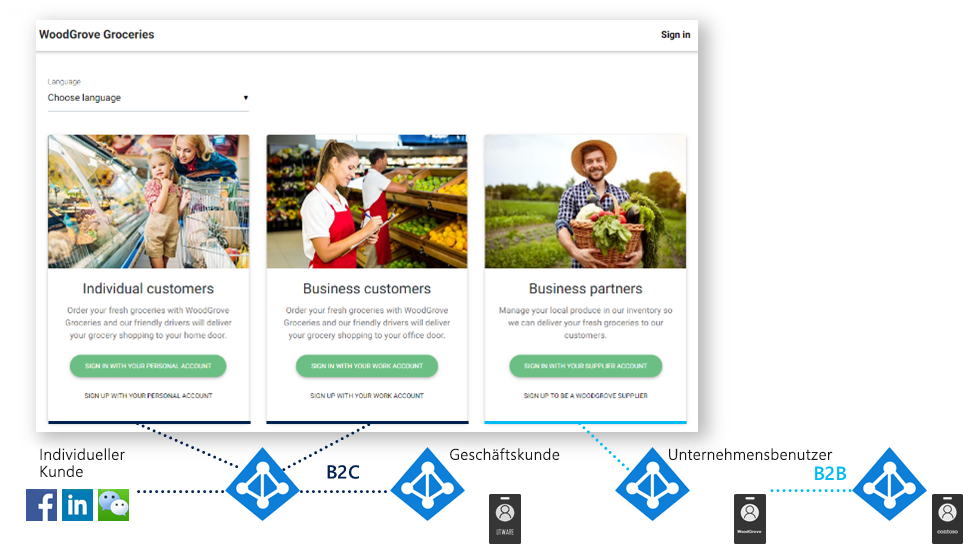 WoodGrove Groceries
Sign in
Language
Choose language
Individual customers
Order your fresh groceries with WoodGrove
Groceries and our friendly drivers will deliver
your grocery shopping to your home door.
SIGN IN WITH YOUR PERSONAL ACCOUNT
SIGN UP WITH YOUR PERSONAL ACCOUNT
Business customers
Order your fresh groceries with WoodGrove
Groceries and our friendly drivers will deliver
your grocery shopping to your office door.
SIGN IN WITH YOUR WORK ACCOUNT
SIGN UP WITH YOUR WORK ACCOUNT
Business partners
Manage your local produce in our inventory so
we can deliver your fresh groceries to our
customers.
SIGN IN WITH YOUR SUPPLIER ACCOUNT
SIGN UP TO BE A WOODGROVE SUPPLIER
Individueller
Kunde
f
in
B2C
Geschäftskunde
Unternehmensbenutzer
B2B
WoodGrove
contoso